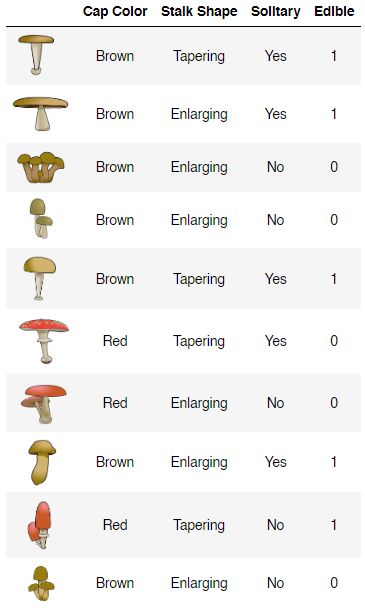 Cap Color Stalk Shape Solitary Edible
Brown Tapering Yes 1
Brown Enlarging Yes 1
Brown Enlarging No 0
Brown Enlarging No 0
Brown Tapering Yes 1
Red Tapering Yes 0
Red Enlarging No 0
Brown Enlarging Yes 1
Red Tapering No 1
Brown Enlarging No 0